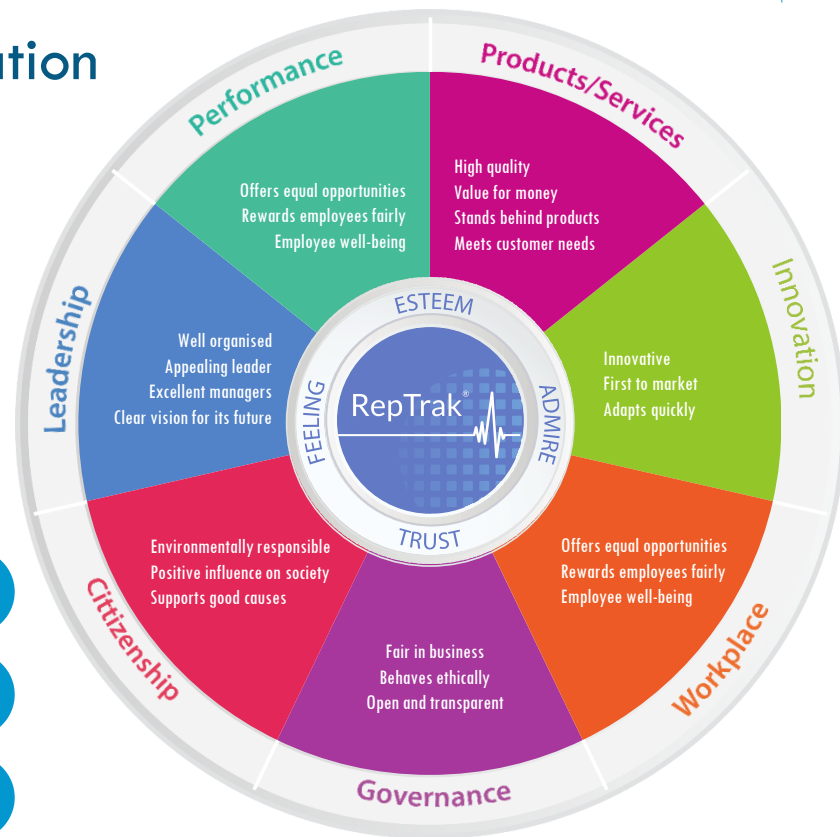 ation
Performance
Offers equal opportunities
Rewards employees fairly
Employee well-being
Products/Services
High quality
Value for money
Stands behind products
Meets customer needs
Innovation
Innovative
First to market
Adapts quickly
Workplace
Offers equal opportunities
Rewards employees fairly
Employee well-being
Governance
Fair in business
Behaves ethically
Open and transparent
Cittizenship
Environmentally responsible
Positive influence on society
Supports good causes
Leadership
Well organised
Appealing leader
Excellent managers
Clear vision for its future
ESTEEM
ADMIRE
TRUST
FEELING
RepTrak®